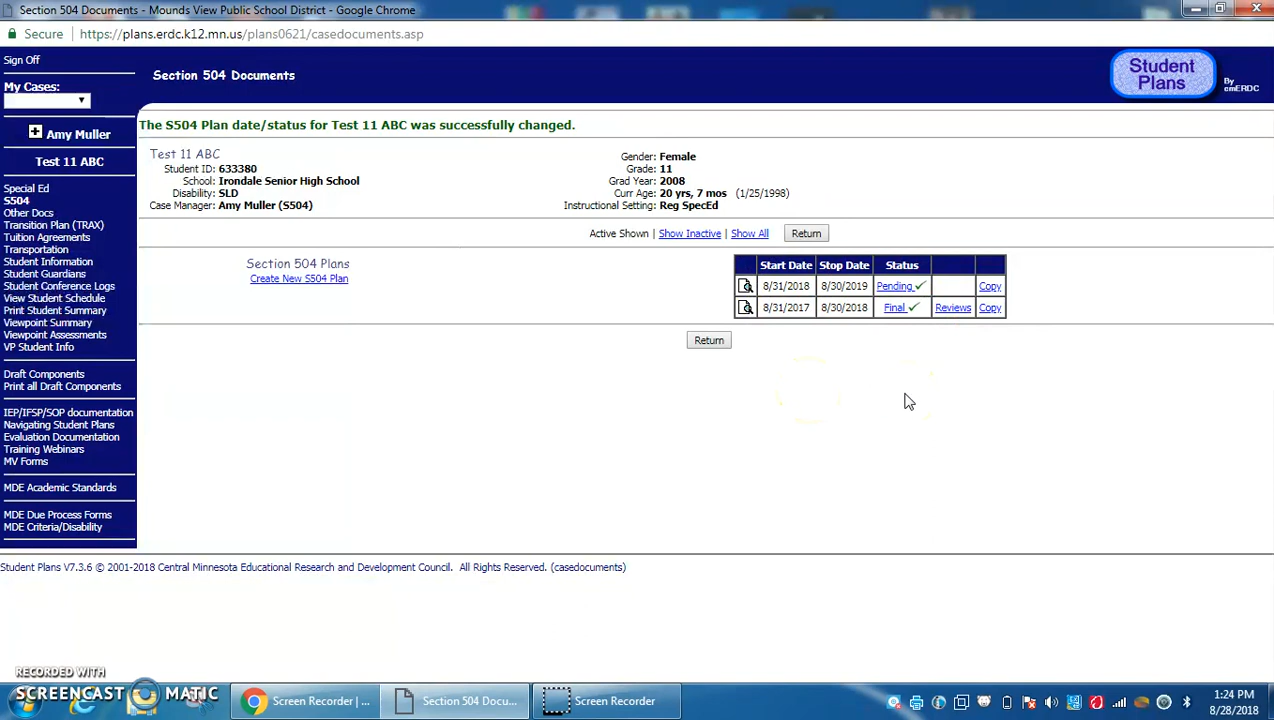 Section 504 Documents - Mounds View Public School District - Google Chrome
Secure https://plans.erdc.k12.mn.us/plans0621/casedocuments.asp
Sign Off
My Cases:
Amy Muller
Test 11 ABC
Special Ed
S504
Other Docs
Transition Plan (TRAX)
Tuition Agreements
Transportation
Student Information
Student Guardians
Student Conference Logs
View Student Schedule
Print Student Summary
Viewpoint Summary
Viewpoint Assessments
VP Student Info
Draft Components
Print all Draft Components
IEP/IFSP/SOP documentation
Navigating Student Plans
Evaluation Documentation
Training Webinars
MV Forms
MDE Academic Standards
MDE Due Process Forms
MDE Criteria/Disability
Section 504 Documents
Student Plans
By cmERDC
The S504 Plan date/status for Test 11 ABC was successfully changed.
Test 11 ABC
Student ID: 633380
School: Irondale Senior High School
Disability: SLD
Case Manager: Amy Muller (S504)
Gender: Female
Grade: 11
Grad Year: 2008
Curr Age: 20 yrs, 7 mos (1/25/1998)
Instructional Setting: Reg SpecEd
Active Shown | Show Inactive | Show All Return
Section 504 Plans
Create New S504 Plan
Start Date Stop Date Status
8/31/2018 8/30/2019 Pending Copy
8/31/2017 8/30/2018 Final Reviews Copy
Return
Student Plans V7.3.6 © 2001-2018 Central Minnesota Educational Research and Development Council. All Rights Reserved. (casedocuments)
RECORDED WITH
SCREENCAST MATIC
Screen Recorder | ...
Section 504 Docu...
Screen Recorder
1:24 PM
8/28/2018